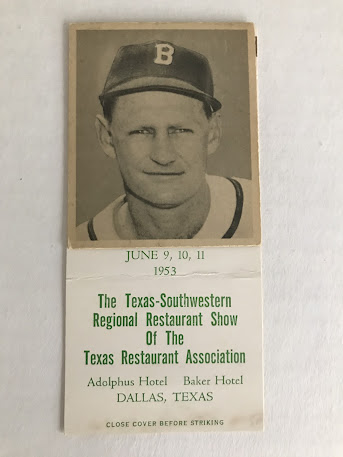 B
JUNE 9, 10, 11
1953
The Texas-Southwestern
Regional Restaurant Show
Of The
Texas Restaurant Association
Adolphus Hotel Baker Hotel
DALLAS, TEXAS
CLOSE COVER BEFORE STRIKING